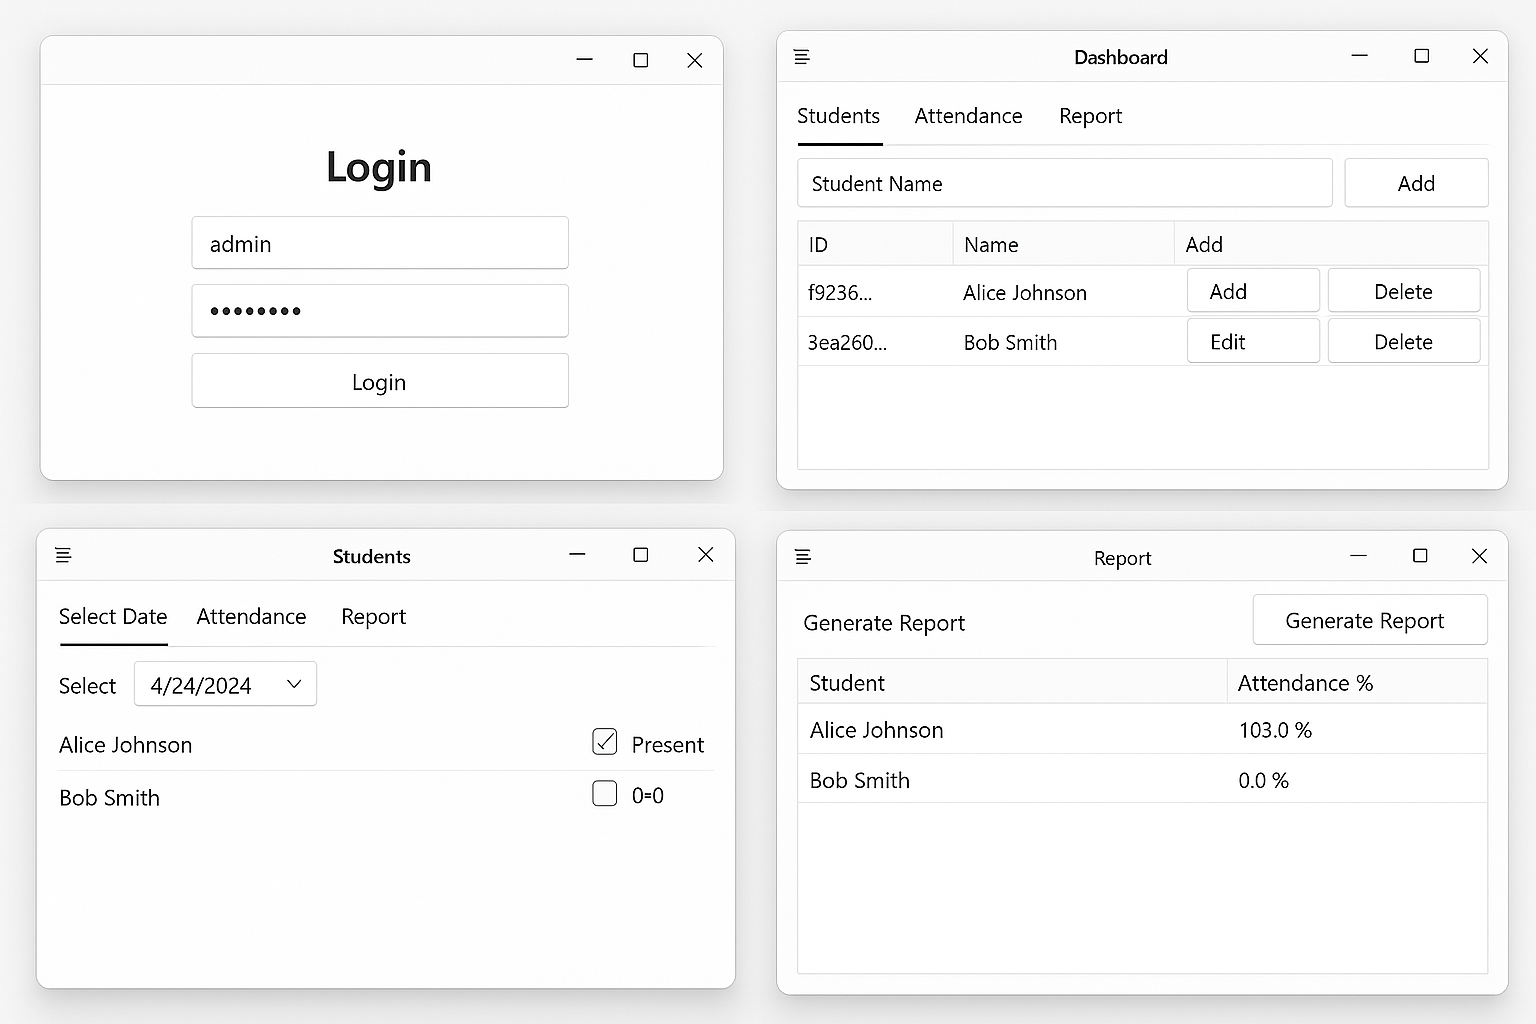 Login
admin
Login
Dashboard
Students Attendance Report
Student Name Add
ID Name Add
f9236... Alice Johnson Add Delete
3ea260... Bob Smith Edit Delete
Students
Select Date Attendance Report
Select 4/24/2024
Alice Johnson Present
Bob Smith 0=0
Report
Generate Report Generate Report
Student Attendance %
Alice Johnson 103.0 %
Bob Smith 0.0 %